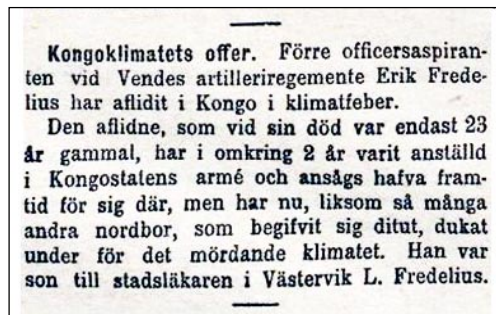 Kongoklimatets offer. Förre officersaspiran-
ten vid Vendes artilleriregemente Erik Frede-
lius har aflidit i Kongo i klimatfeber.
Den aflidne, som vid sin död var endast 23
år gammal, har i omkring 2 år varit anställd
i Kongostatens armé och ansågs hafva fram-
tid för sig där, men har nu, liksom så många
andra nordbor, som begifvit sig ditut, dukat
under för det mördande klimatet. Han var
son till stadsläkaren i Västervik L. Fredelius.